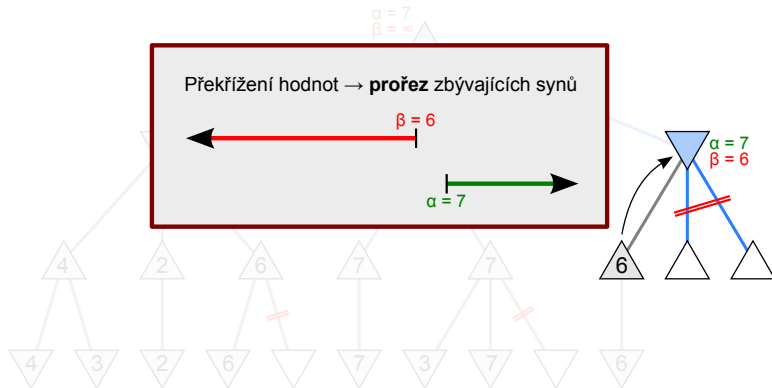 α = 7
β = ∞
Překřížení hodnot → prořez zbývajících synů
β = 6
α = 7
α = 7
β = 6
4 2 6 7 7 6
4 3 2 6 7 3 7 6